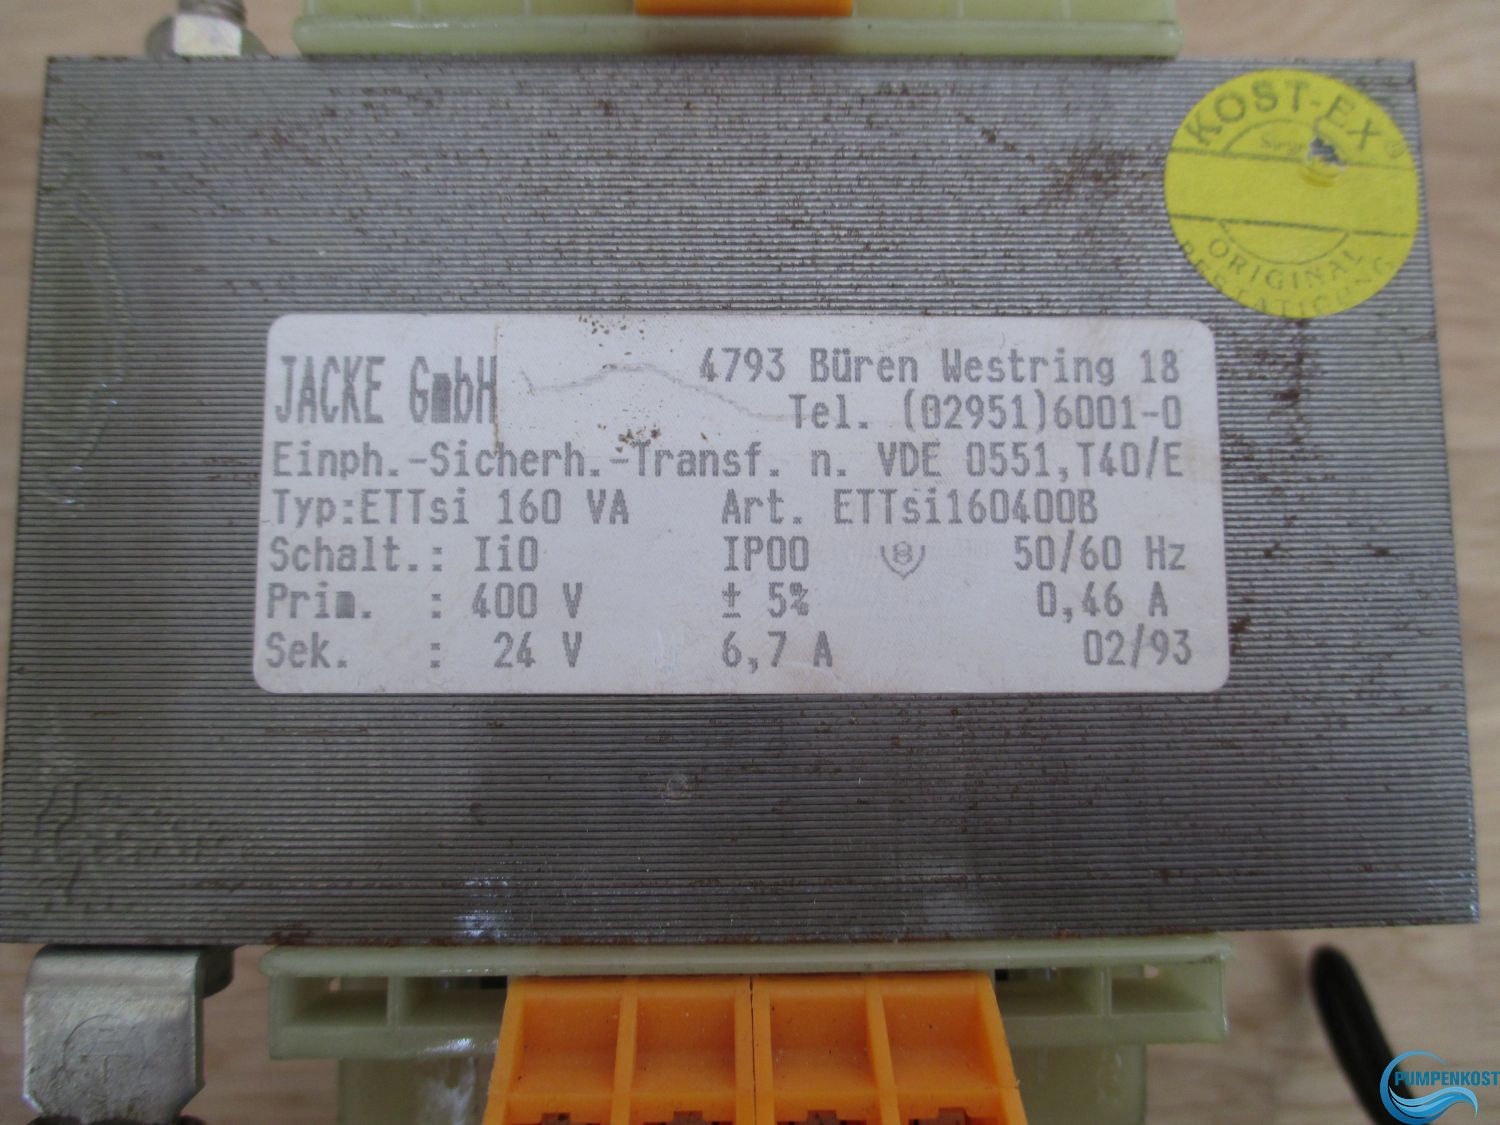 KOST-EX®
ORIGINAL
JACKE GmbH 4793 Büren Westring 18
Tel. (02951)6001-0
Einph.-Sicherh.-Transf. n. VDE 0551,T40/E
Typ:ETTsi 160 VA Art. ETTsi160400B
Schalt.: Ii0 IP00 8 50/60 Hz
Prim. : 400 V ± 5% 0,46 A
Sek. : 24 V 6,7 A 02/93
PUMPENKOST